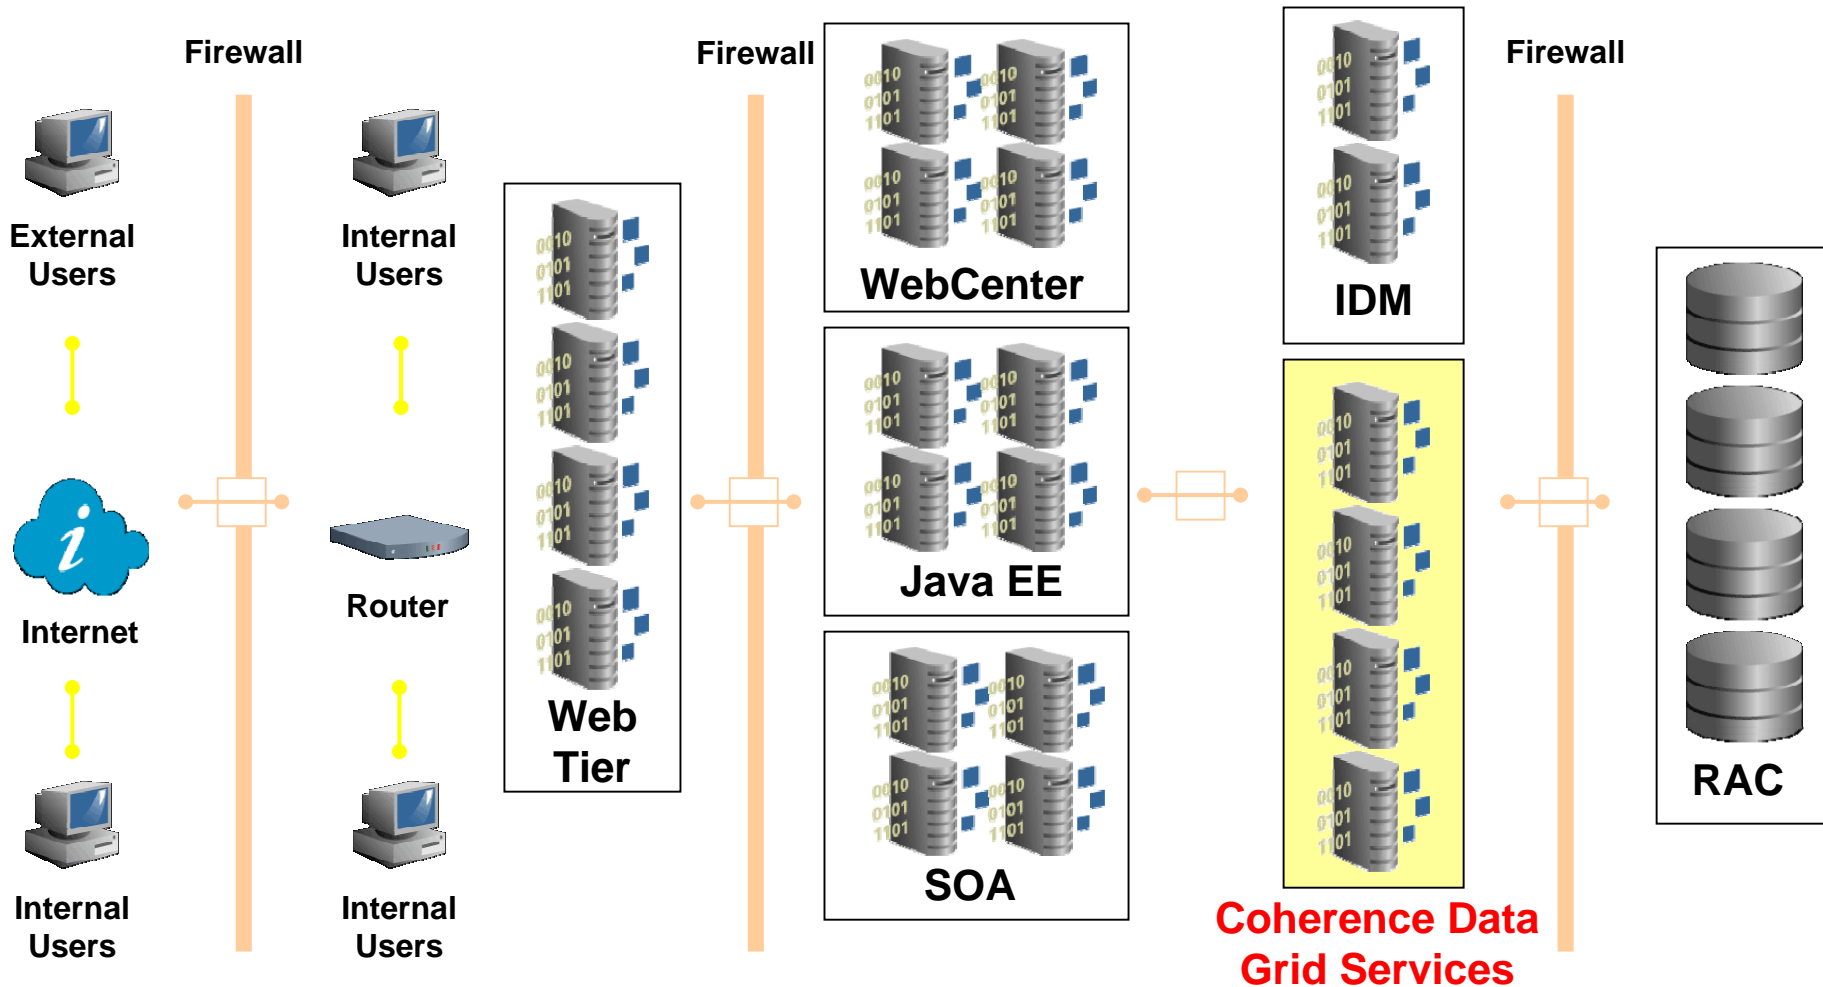 Firewall
Firewall
Firewall
External
Users
Internal
Users
WebCenter
IDM
Internet
Router
Java EE
Web
Tier
SOA
RAC
Internal
Users
Internal
Users
Coherence Data
Grid Services